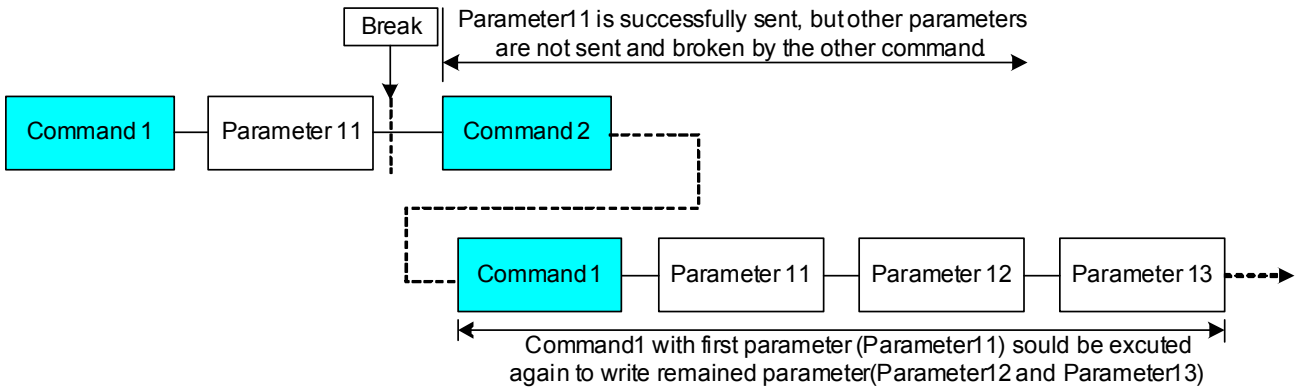 Break
Parameter11 is successfully sent, but other parameters
are not sent and broken by the other command.
Command 1
Parameter 11
Command 2
Command 1
Parameter 11
Parameter 12
Parameter 13
Command1 with first parameter (Parameter11) sould be excuted
again to write remained parameter(Parameter12 and Parameter13)